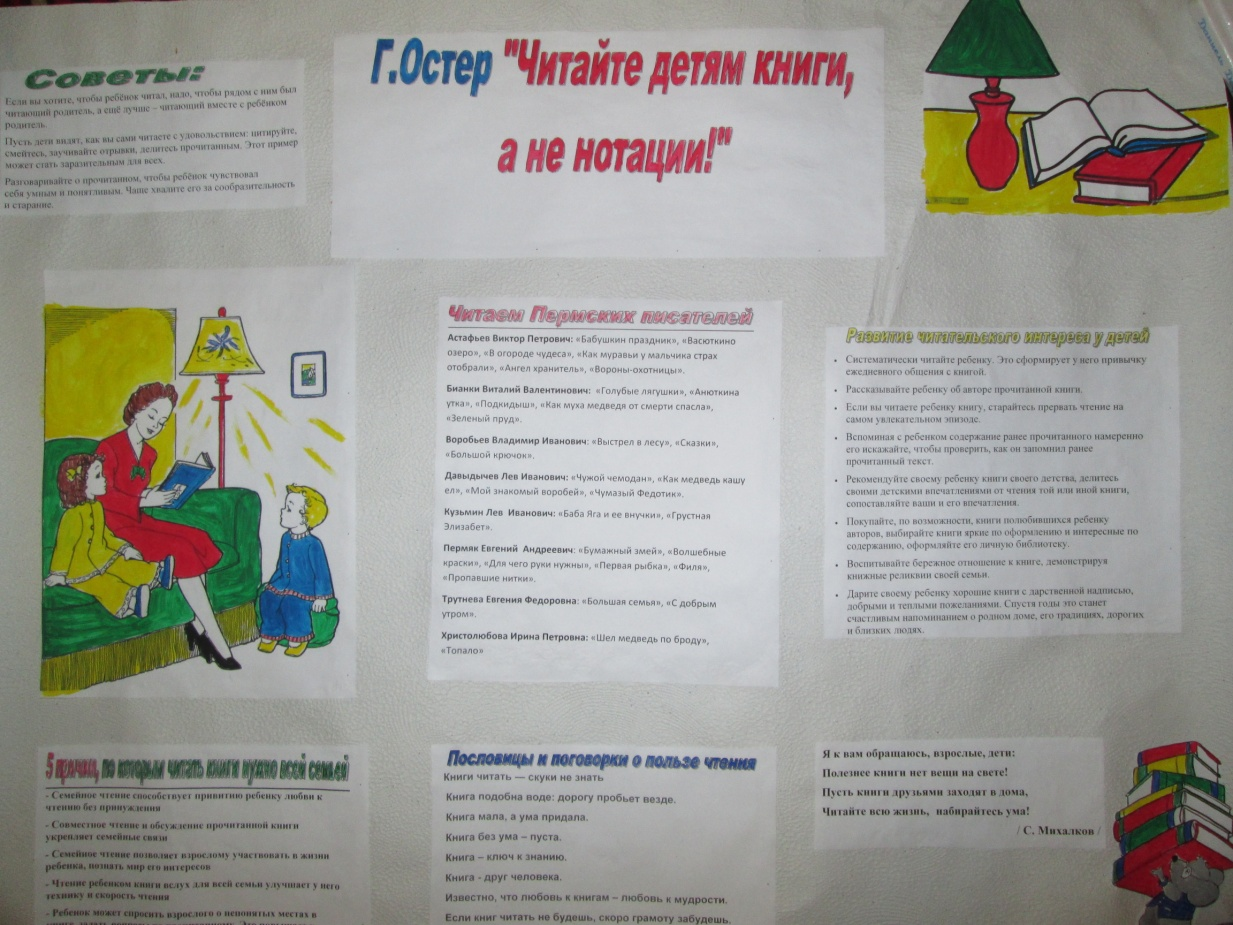 Советы:
Если вы хотите, чтобы ребёнок читал, надо, чтобы рядом с ним был
читающий родитель, а ещё лучше – читающий вместе с ребёнком
родитель.
Пусть дети видят, как вы сами читаете с удовольствием: цитируйте,
смейтесь, заучивайте отрывки, делитесь прочитанным. Этот пример
может стать заразительным для всех.
Разговаривайте о прочитанном, чтобы ребёнок чувствовал
себя умным и понятливым. Чаще хвалите его за сообразительность
и старание.
Г.Остер "Читайте детям книги,
а не нотации!"
Читаем Пермских писателей
Астафьев Виктор Петрович: «Бабушкин праздник», «Васюткино
озеро», «В огороде чудеса», «Как муравьи у мальчика страх
отобрали», «Ангел хранитель», «Вороны-охотницы».
Бианки Виталий Валентинович: «Голубые лягушки», «Анюткина
утка», «Подкидыш», «Как муха медведя от смерти спасла»,
«Зеленый пруд».
Воробьев Владимир Иванович: «Выстрел в лесу», «Сказки»,
«Большой крючок».
Давыдычев Лев Иванович: «Чужой чемодан», «Как медведь кашу
ел», «Мой знакомый воробей», «Чумазый Федотик».
Кузьмин Лев Иванович: «Баба Яга и ее внучки», «Грустная
Элизабет».
Пермяк Евгений Андреевич: «Бумажный змей», «Волшебные
краски», «Для чего руки нужны», «Первая рыбка», «Филя»,
«Пропавшие нитки».
Трутнева Евгения Федоровна: «Большая семья», «С добрым
утром».
Христолюбова Ирина Петровна: «Шел медведь по броду»,
«Топало»
Развитие читательского интереса у детей
• Систематически читайте ребенку. Это сформирует у него привычку
ежедневного общения с книгой.
• Рассказывайте ребенку об авторе прочитанной книги.
• Если вы читаете ребенку книгу, старайтесь прервать чтение на
самом увлекательном эпизоде.
• Вспоминая с ребенком содержание ранее прочитанного намеренно
его искажайте, чтобы проверить, как он запомнил ранее
прочитанный текст.
• Рекомендуйте своему ребенку книги своего детства, делитесь
своими детскими впечатлениями от чтения той или иной книги,
сопоставляйте ваши и его впечатления.
• Покупайте, по возможности, книги полюбившихся ребенку
авторов, выбирайте книги яркие по оформлению и интересные по
содержанию, оформляйте его личную библиотеку.
• Воспитывайте бережное отношение к книге, демонстрируя
книжные реликвии своей семьи.
• Дарите своему ребенку хорошие книги с дарственной надписью,
добрыми и теплыми пожеланиями. Спустя годы это станет
счастливым напоминанием о родном доме, его традициях, дорогих
и близких людях.
5 причин, по которым читать книги нужно всей семьей
- Семейное чтение способствует привитию ребенку любви к
чтению без принуждения
- Совместное чтение и обсуждение прочитанной книги
укрепляет семейные связи
- Семейное чтение позволяет взрослому участвовать в жизни
ребенка, познать мир его интересов
- Чтение ребенком книги вслух для всей семьи улучшает у него
технику и скорость чтения
- Ребенок может спросить взрослого о непонятых местах в
Пословицы и поговорки о пользе чтения
Книги читать — скуки не знать
Книга подобна воде: дорогу пробьет везде.
Книга мала, а ума придала.
Книга без ума – пуста.
Книга – ключ к знанию.
Книга - друг человека.
Известно, что любовь к книгам – любовь к мудрости.
Если книг читать не будешь, скоро грамоту забудешь.
Я к вам обращаюсь, взрослые, дети:
Полезнее книги нет вещи на свете!
Пусть книги друзьями заходят в дома,
Читайте всю жизнь, набирайтесь ума!
/ С. Михалков /